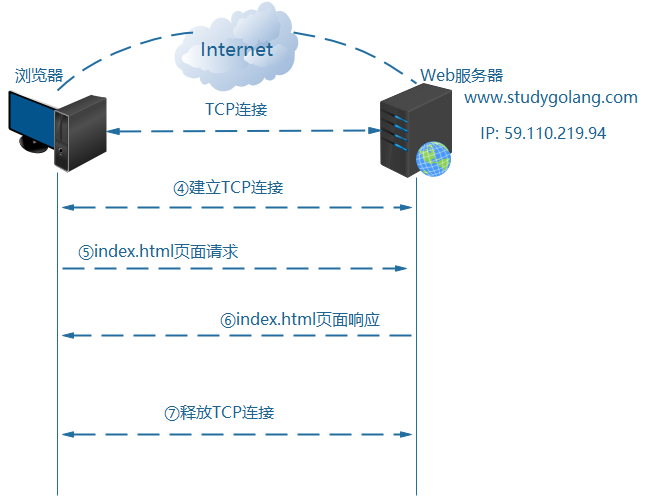 Internet
浏览器
Web服务器
www.studygolang.com
TCP连接
IP: 59.110.219.94
④建立TCP连接
⑤index.html页面请求
⑥index.html页面响应
⑦释放TCP连接